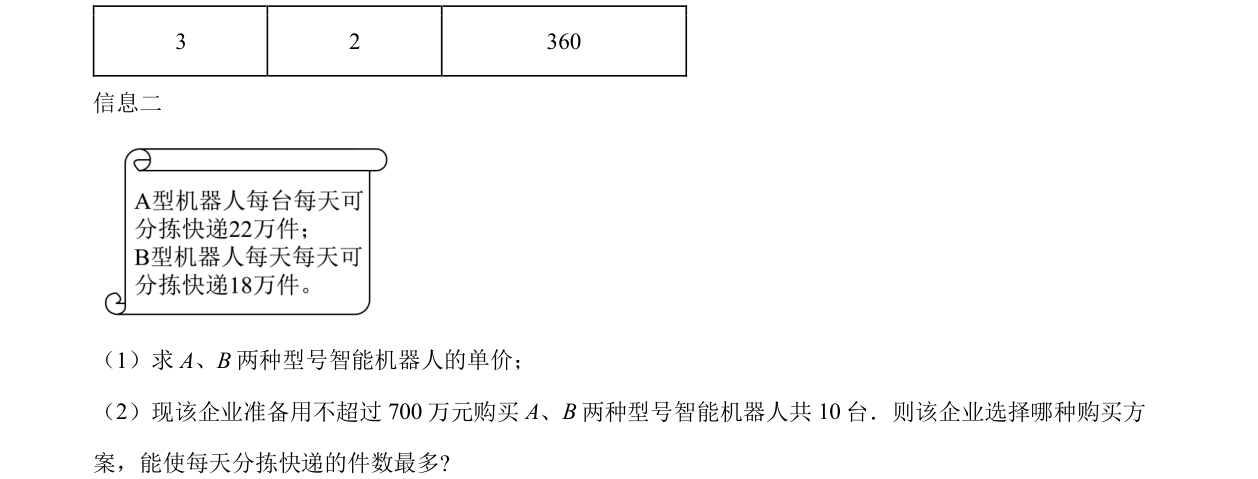 3 2 360
信息二
A型机器人每台每天可
分拣快递22万件；
B型机器人每天每天可
分拣快递18万件。
（1）求 A、B 两种型号智能机器人的单价；
（2）现该企业准备用不超过 700 万元购买 A、B 两种型号智能机器人共 10 台．则该企业选择哪种购买方
案，能使每天分拣快递的件数最多?